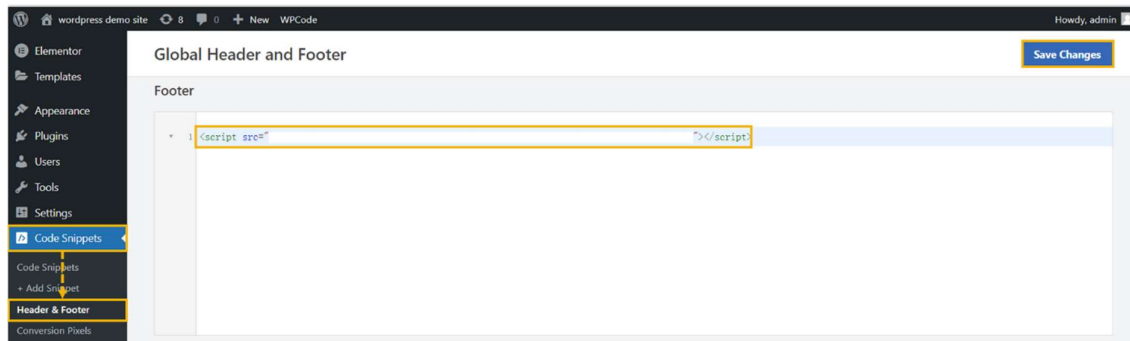 wordpress demo site 8 0 + New WPCode Howdy, admin
Elementor
Templates
Appearance
Plugins
Users
Tools
Settings
Code Snippets
Code Snippets
+ Add Snippet
Header & Footer
Conversion Pixels
Global Header and Footer
Save Changes
Footer
1 <script src=" "></script>